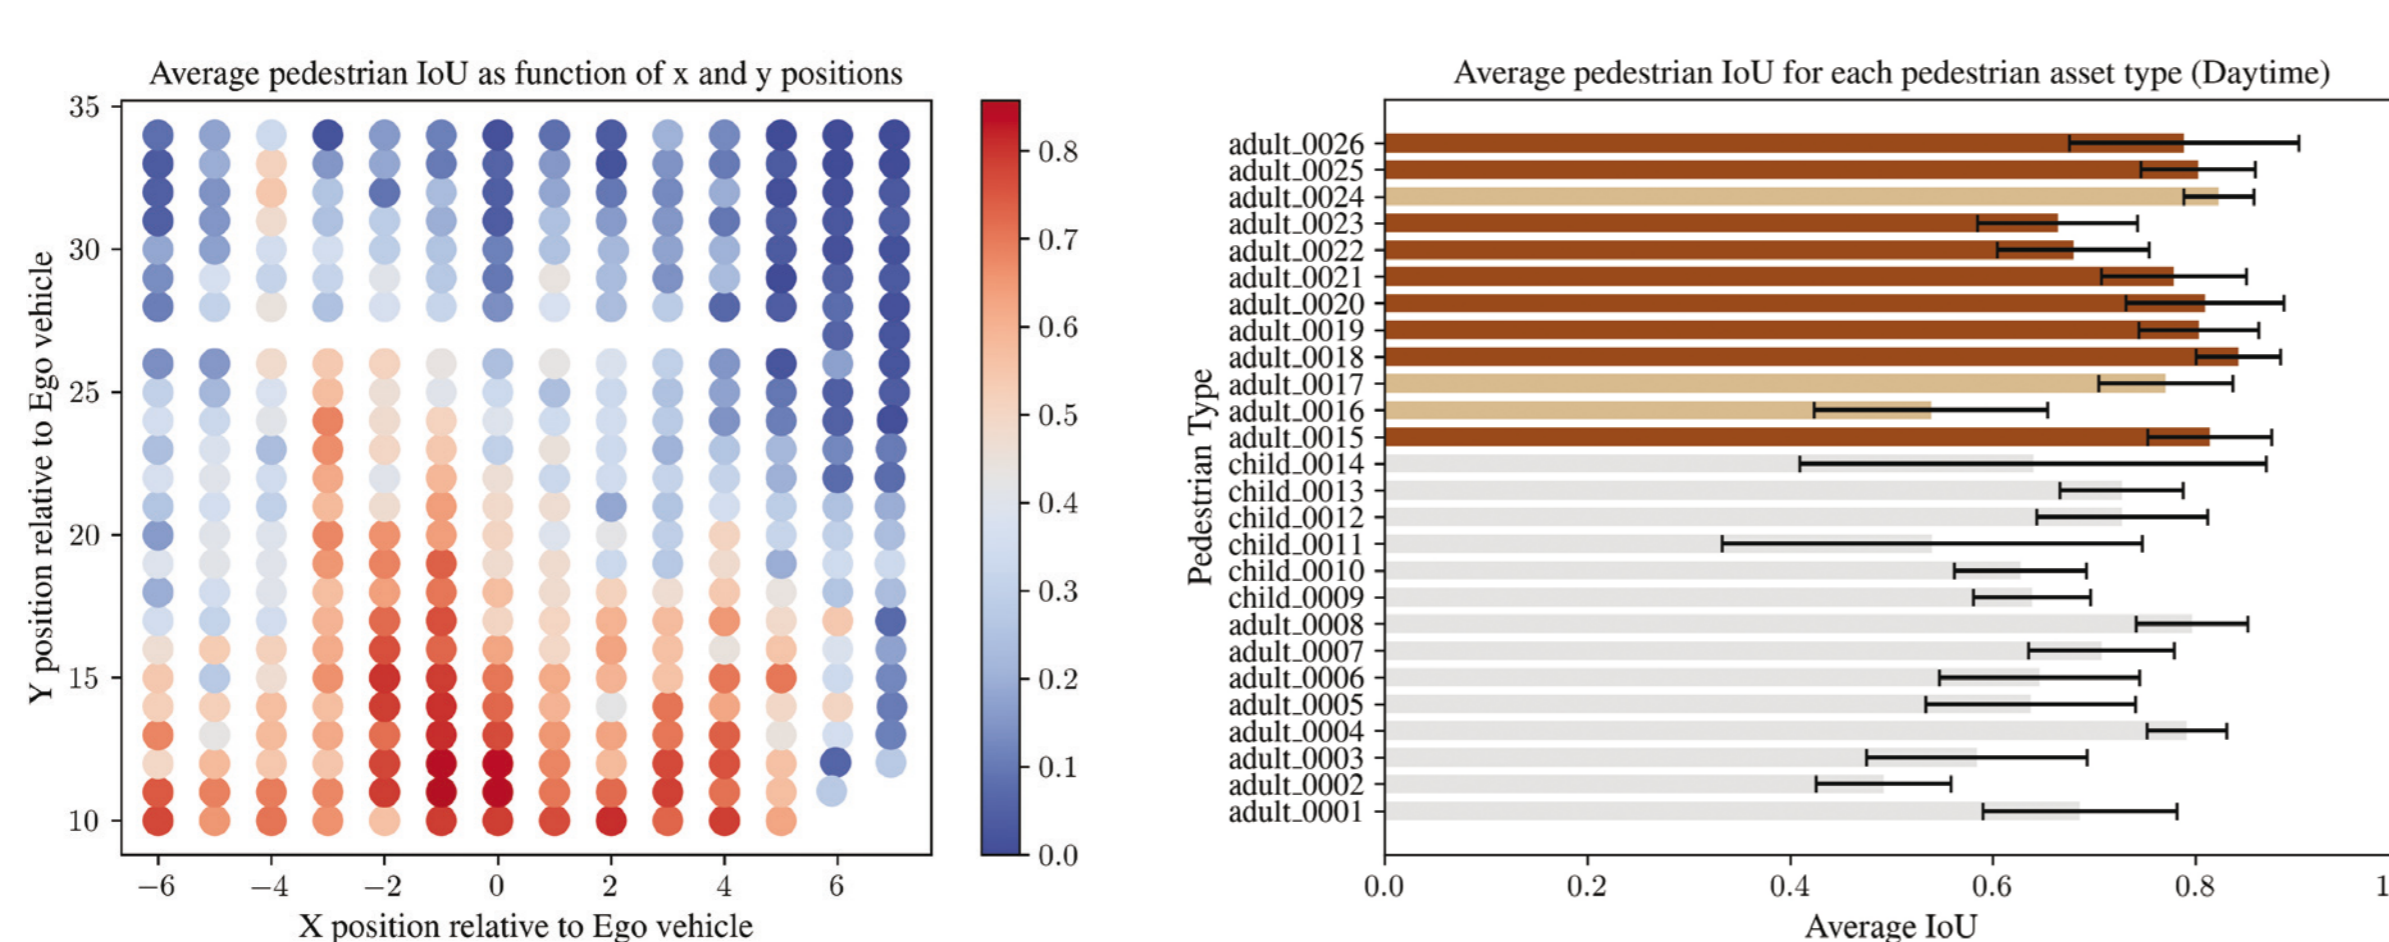 Average pedestrian IoU as function of x and y positions
35
30
25
20
15
10
Y position relative to Ego vehicle
−6
−4
−2
0
2
4
6
X position relative to Ego vehicle
0.8
0.7
0.6
0.5
0.4
0.3
0.2
0.1
0.0
Average pedestrian IoU for each pedestrian asset type (Daytime)
Pedestrian Type
adult_0026
adult_0025
adult_0024
adult_0023
adult_0022
adult_0021
adult_0020
adult_0019
adult_0018
adult_0017
adult_0016
adult_0015
child_0014
child_0013
child_0012
child_0011
child_0010
child_0009
adult_0008
adult_0007
adult_0006
adult_0005
adult_0004
adult_0003
adult_0002
adult_0001
0.0
0.2
0.4
0.6
0.8
1
Average IoU